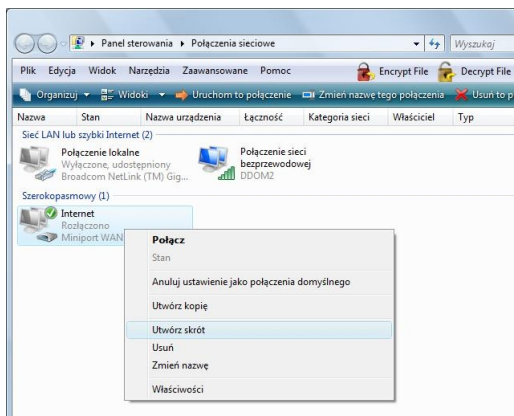 Panel sterowania ▸ Połączenia sieciowe
Wyszukaj
Plik Edycja Widok Narzędzia Zaawansowane Pomoc Encrypt File Decrypt File
Organizuj Widoki Uruchom to połączenie Zmień nazwę tego połączenia Usuń to p
Nazwa Stan Nazwa urządzenia Łączność Kategoria sieci Właściciel Typ
Sieć LAN lub szybki Internet (2)
Połączenie lokalne
Wyłączone, udostępniony
Broadcom NetLink (TM) Gig...
Połączenie sieci
bezprzewodowej
DDOM2
Szerokopasmowy (1)
Internet
Rozłączono
Miniport WAN
Połącz
Stan
Anuluj ustawienie jako połączenia domyślnego
Utwórz kopię
Utwórz skrót
Usuń
Zmień nazwę
Właściwości